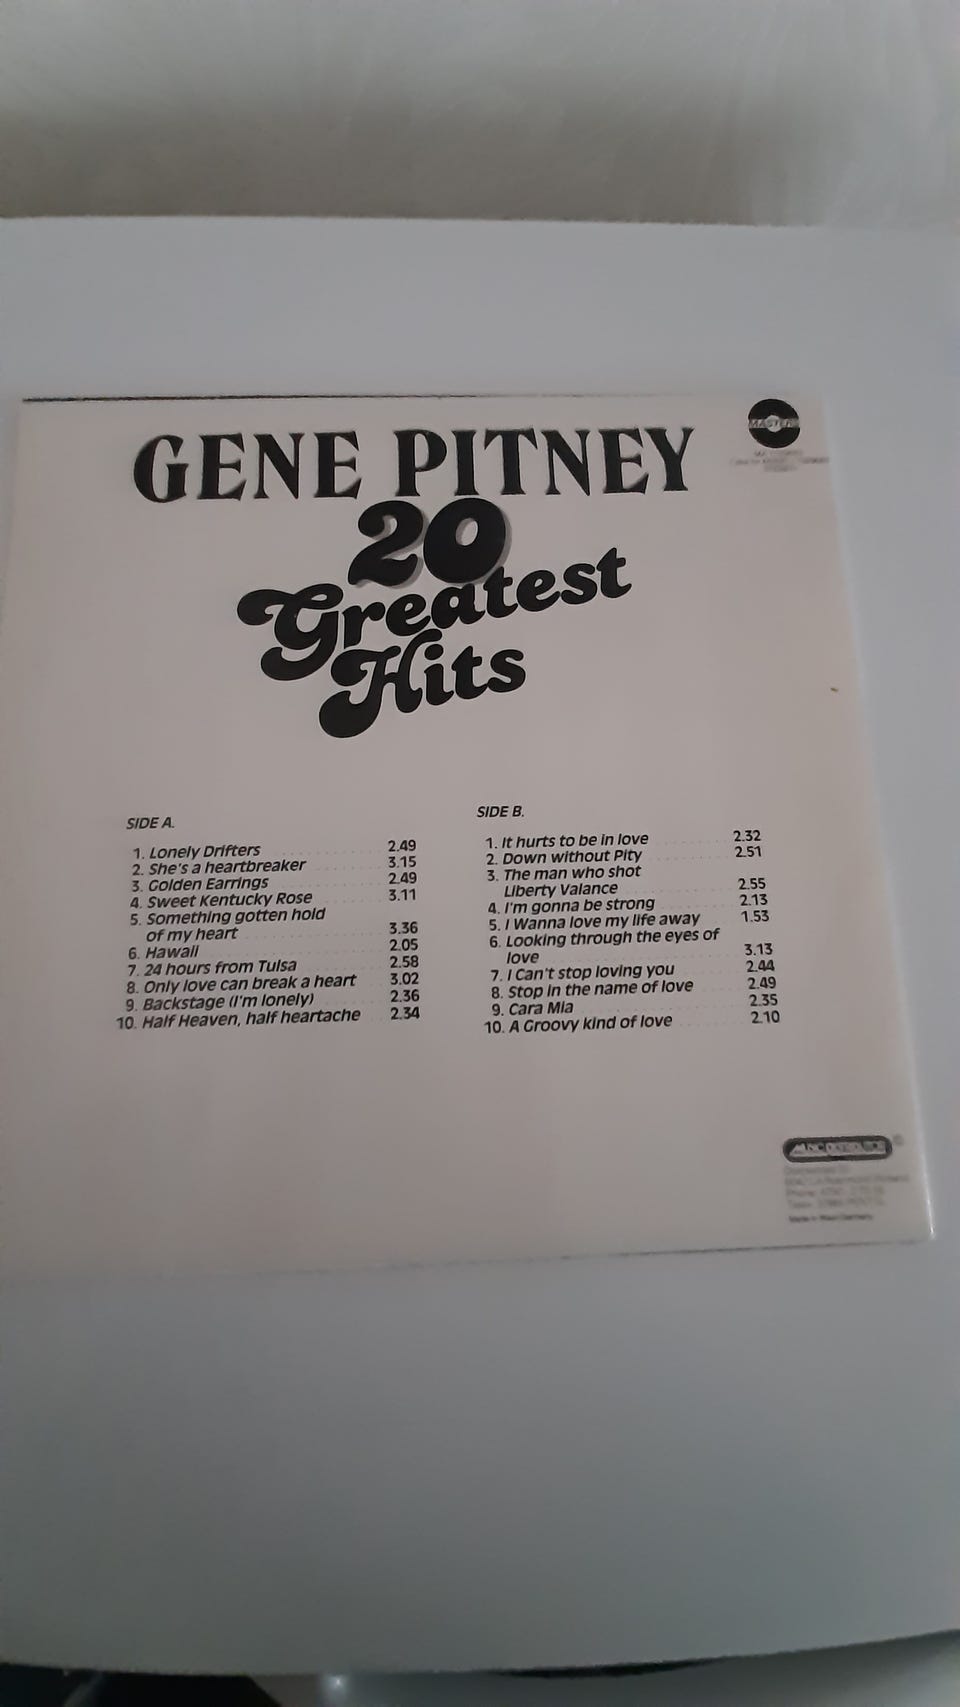 GENE PITNEY
20
Greatest
Hits
MASTERS
SIDE A.
1. Lonely Drifters 2.49
2. She's a heartbreaker 3.15
3. Golden Earrings 2.49
4. Sweet Kentucky Rose 3.11
5. Something gotten hold
of my heart 3.36
6. Hawaii 2.05
7. 24 hours from Tulsa 2.58
8. Only love can break a heart 3.02
9. Backstage (I'm lonely) 2.36
10. Half Heaven, half heartache 2.34
SIDE B.
1. It hurts to be in love 2.32
2. Down without Pity 2.51
3. The man who shot
Liberty Valance 2.55
4. I'm gonna be strong 2.13
5. I Wanna love my life away 1.53
6. Looking through the eyes of
love 3.13
7. I Can't stop loving you 2.44
8. Stop in the name of love 2.49
9. Cara Mia 2.35
10. A Groovy kind of love 2.10
Made in West Germany